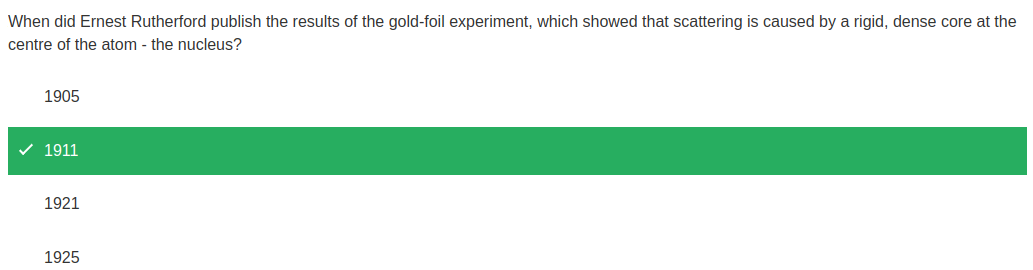 When did Ernest Rutherford publish the results of the gold-foil experiment, which showed that scattering is caused by a rigid, dense core at the
centre of the atom - the nucleus?
1905
1911
1921
1925